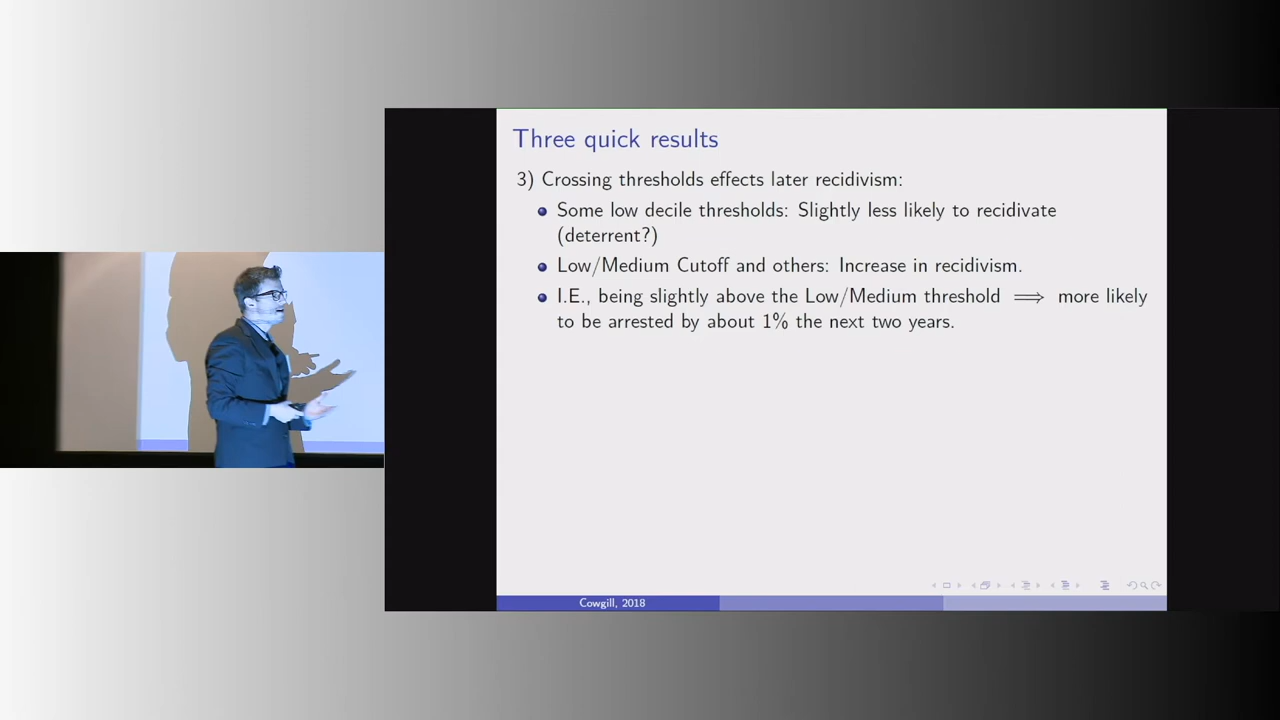 Three quick results
3) Crossing thresholds effects later recidivism:
Some low decile thresholds: Slightly less likely to recidivate
(deterrent?)
Low/Medium Cutoff and others: Increase in recidivism.
I.E., being slightly above the Low/Medium threshold ⟹ more likely
to be arrested by about 1% the next two years.
Cowgill, 2018